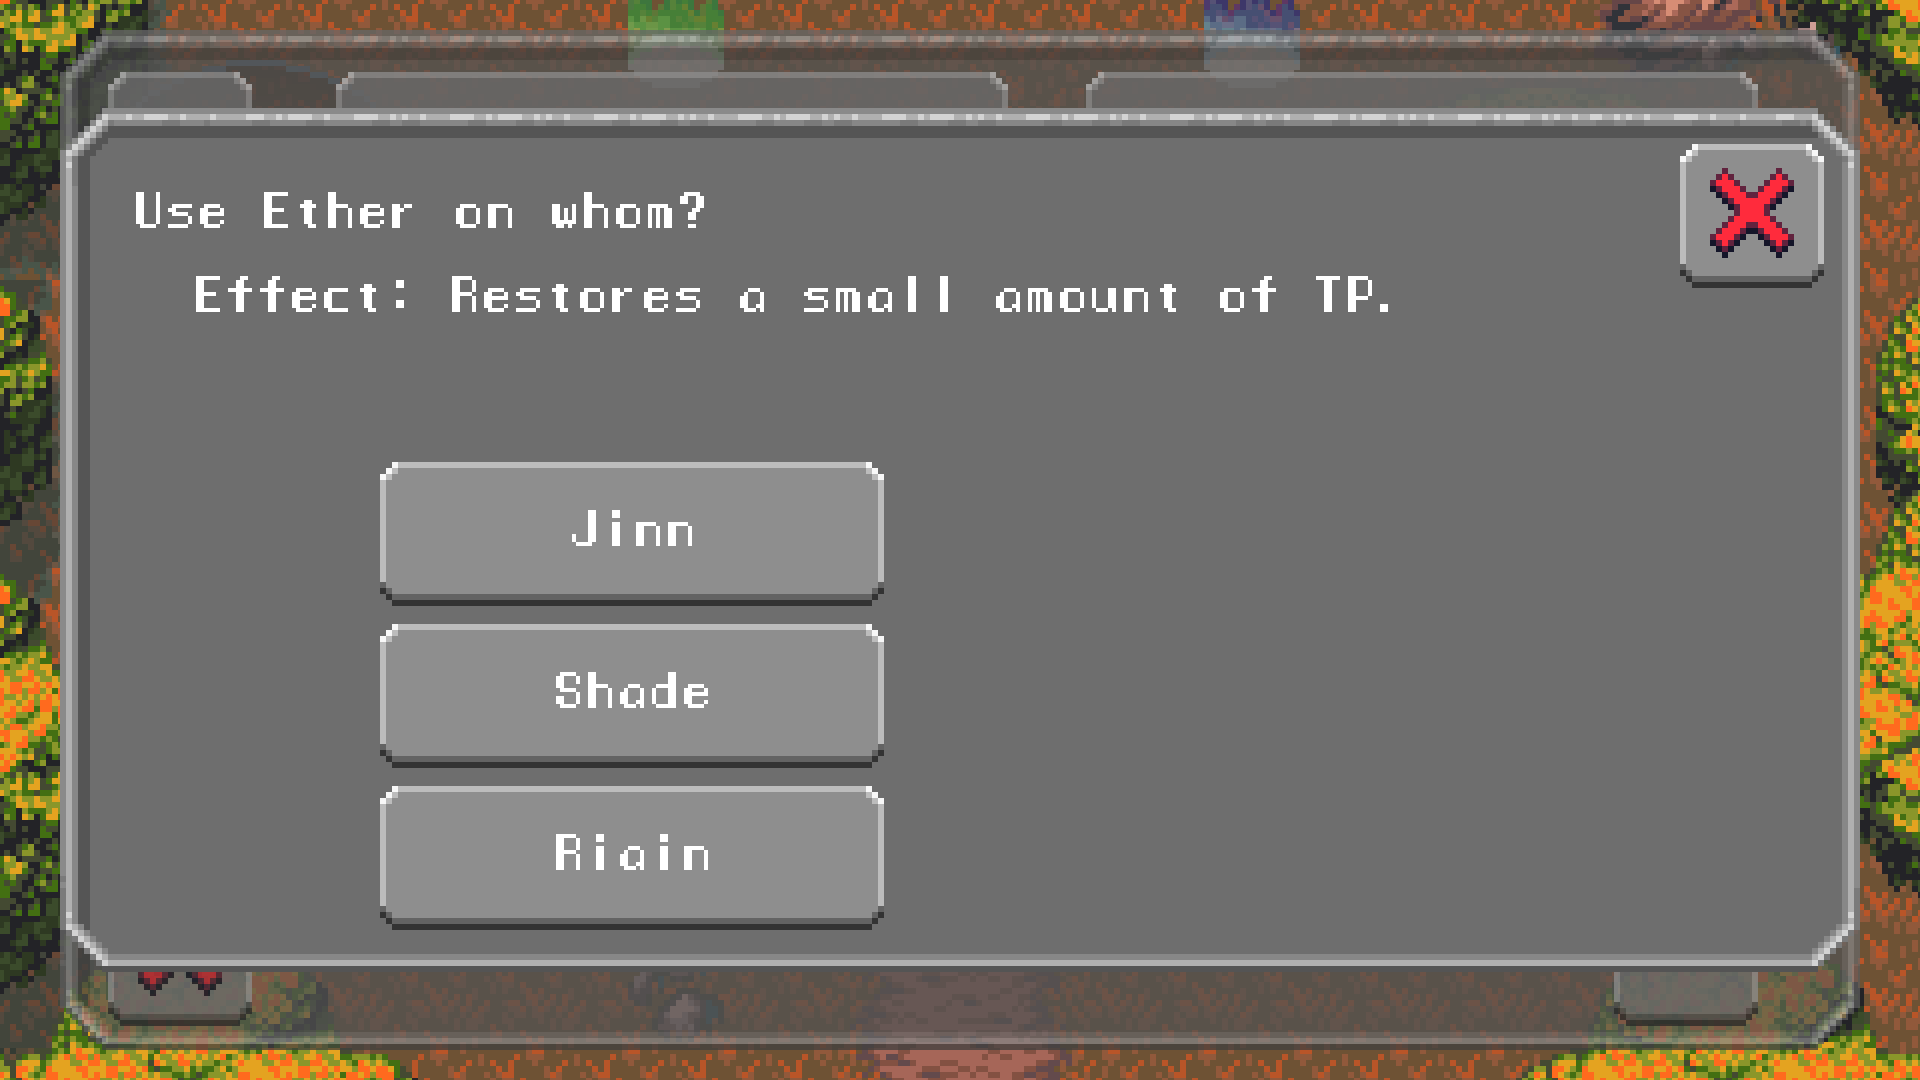 Use Ether on whom?
Effect: Restores a small amount of TP.
Jinn
Shade
Riain